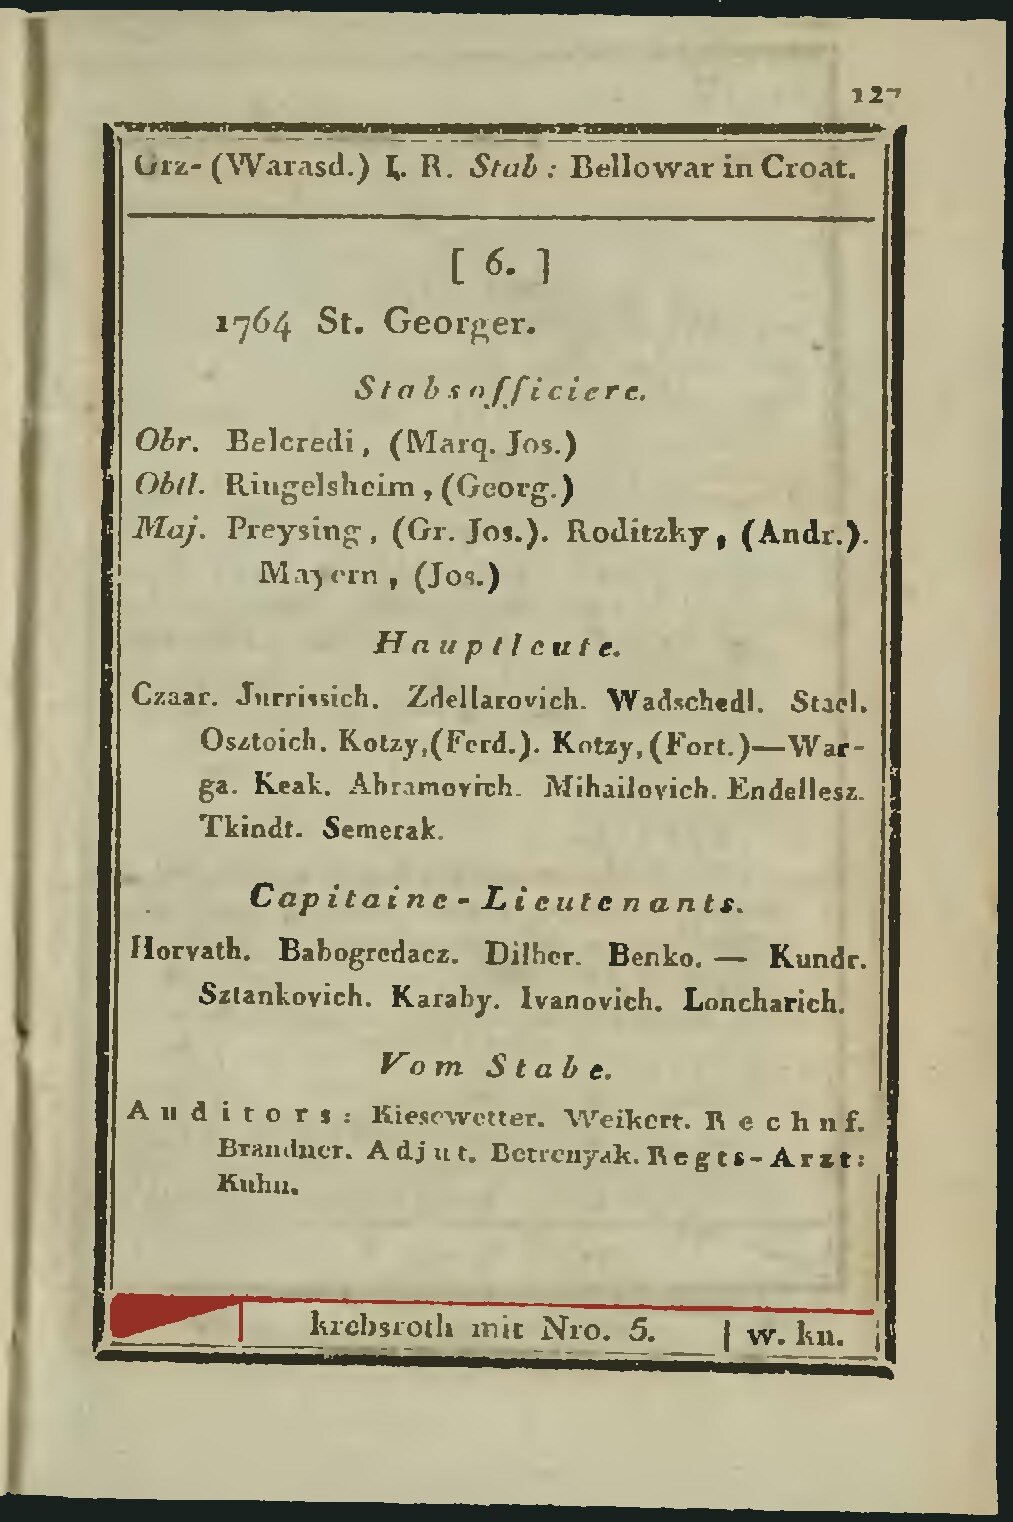 127
Grz- (Warasd.) I. R. Stab: Bellowar in Croat.
[ 6. ]
1764 St. Georger.
Stabsofficiere.
Obr. Belcredi, (Marq. Jos.)
Obtl. Ringelsheim, (Georg.)
Maj. Preysing, (Gr. Jos.). Roditzky, (Andr.).
Mayern, (Jos.)
Hauptleute.
Czaar. Jurrissich. Zdellarovich. Wadschedl. Stael.
Osztoich. Kotzy, (Ferd.). Kotzy, (Fort.)—War-
ga. Keak. Abramovich. Mihailovich. Endellesz.
Tkindt. Semerak.
Capitaine-Lieutenants.
Horvath. Babogredacz. Dilher. Benko. — Kundr.
Sztankovich. Karaby. Ivanovich. Loncharich.
Vom Stabe.
Auditors: Kiesewetter. Weikert. Rechnf.
Brandner. Adjut. Betrenyak. Regts-Arzt:
Kuhn.
krebsroth mit Nro. 5. | w. kn.